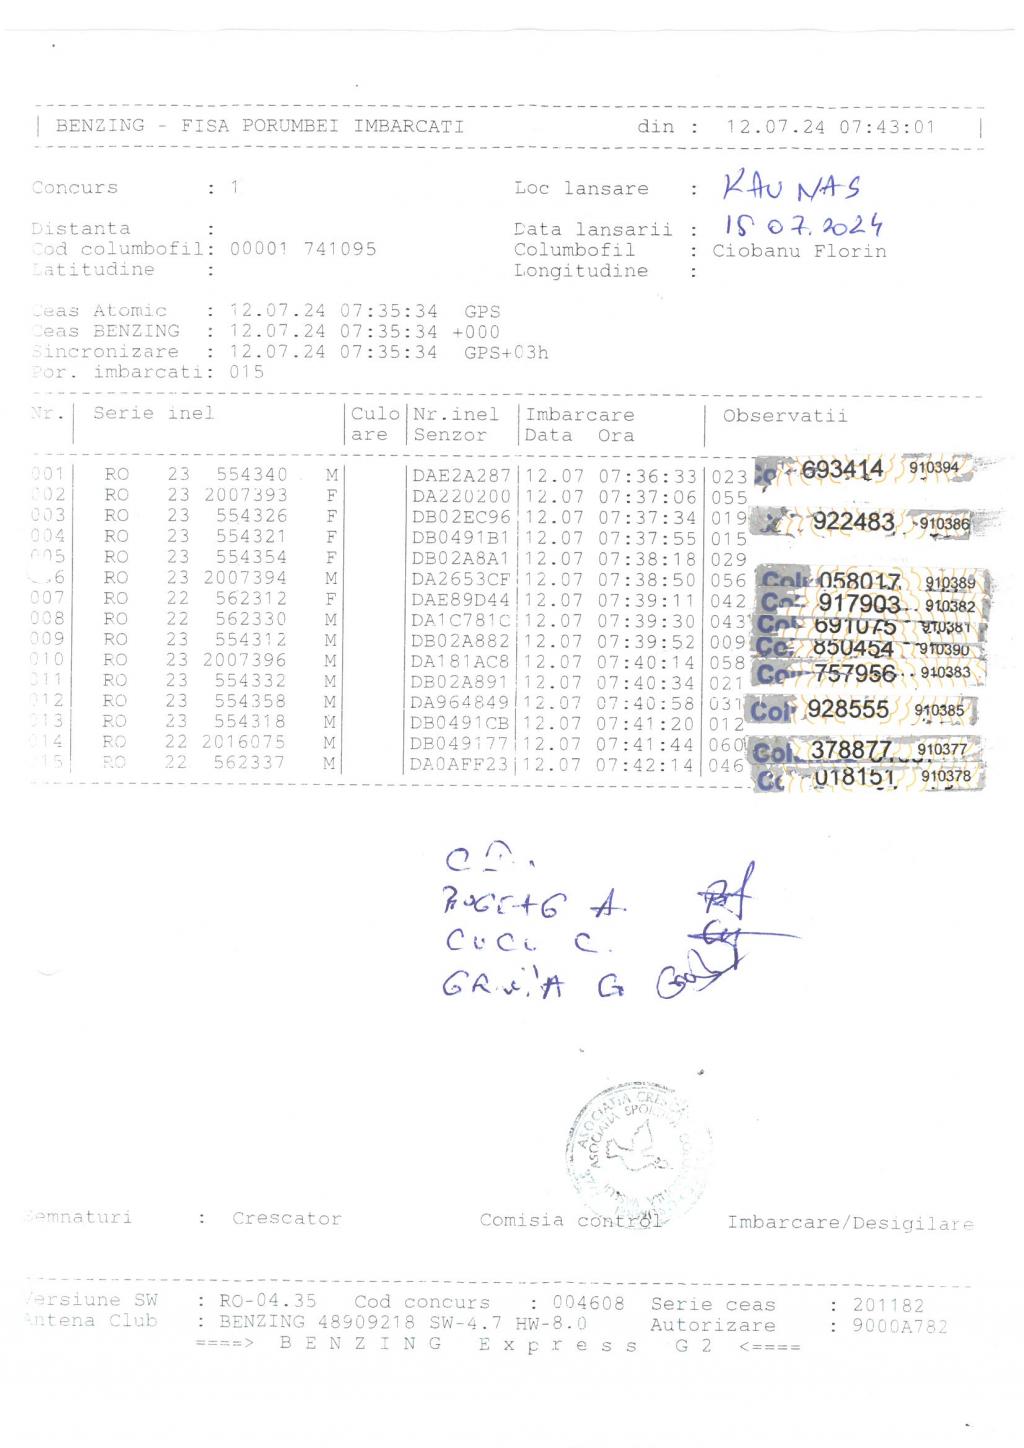 BENZING - FISA PORUMBEI IMBARCATI din : 12.07.24 07:43:01
Concurs : 1 Loc lansare : KAUNAS
Distanta : Data lansarii : 15 07.2024
Cod columbofil: 00001 741095 Columbofil : Ciobanu Florin
Latitudine : Longitudine :
Ceas Atomic : 12.07.24 07:35:34 GPS
Ceas BENZING : 12.07.24 07:35:34 +000
Sincronizare : 12.07.24 07:35:34 GPS+03h
Por. imbarcati: 015
Nr. Serie inel Culo Nr.inel Imbarcare Observatii
are Senzor Data Ora
001 RO 23 554340 M DAE2A287 12.07 07:36:33 023 693414 910394
002 RO 23 2007393 F DA220200 12.07 07:37:06 055
003 RO 23 554326 F DB02EC96 12.07 07:37:34 019 922483 910386
004 RO 23 554321 F DB0491B1 12.07 07:37:55 015
005 RO 23 554354 F DB02A8A1 12.07 07:38:18 029
6 RO 23 2007394 M DA2653CF 12.07 07:38:50 056 058017 910389
007 RO 22 562312 F DAE89D44 12.07 07:39:11 042 917903 910382
008 RO 22 562330 M DA1C781C 12.07 07:39:30 043 691075 910381
009 RO 23 554312 M DB02A882 12.07 07:39:52 009 850454 910390
010 RO 23 2007396 M DA181AC8 12.07 07:40:14 058
011 RO 23 554332 M DB02A891 12.07 07:40:34 021 757956 910383
012 RO 23 554358 M DA964849 12.07 07:40:58 031 928555 910385
013 RO 23 554318 M DB0491CB 12.07 07:41:20 012
014 RO 22 2016075 M DB049177 12.07 07:41:44 060 378877 910377
015 RO 22 562337 M DA0AFF23 12.07 07:42:14 046 018151 910378
CUCU C.
ASOCIATIA
Semnaturi : Crescator Comisia control Imbarcare/Desigilare
Versiune SW : RO-04.35 Cod concurs : 004608 Serie ceas : 201182
Antena Club : BENZING 48909218 SW-4.7 HW-8.0 Autorizare : 9000A782
====> BENZING Express G2 <====